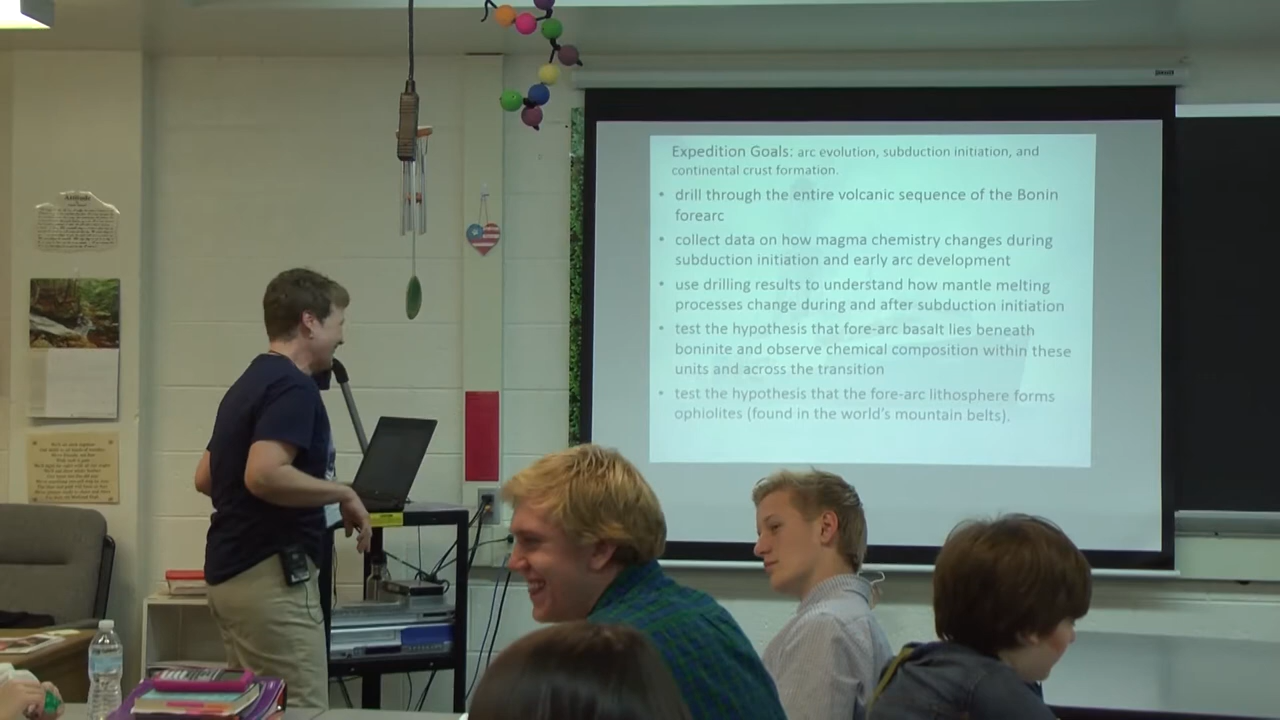 Expedition Goals: arc evolution, subduction initiation, and
continental crust formation.
• drill through the entire volcanic sequence of the Bonin
forearc
• collect data on how magma chemistry changes during
subduction initiation and early arc development
• use drilling results to understand how mantle melting
processes change during and after subduction initiation
• test the hypothesis that fore-arc basalt lies beneath
boninite and observe chemical composition within these
units and across the transition
• test the hypothesis that the fore-arc lithosphere forms
ophiolites (found in the world's mountain belts).
Attitude